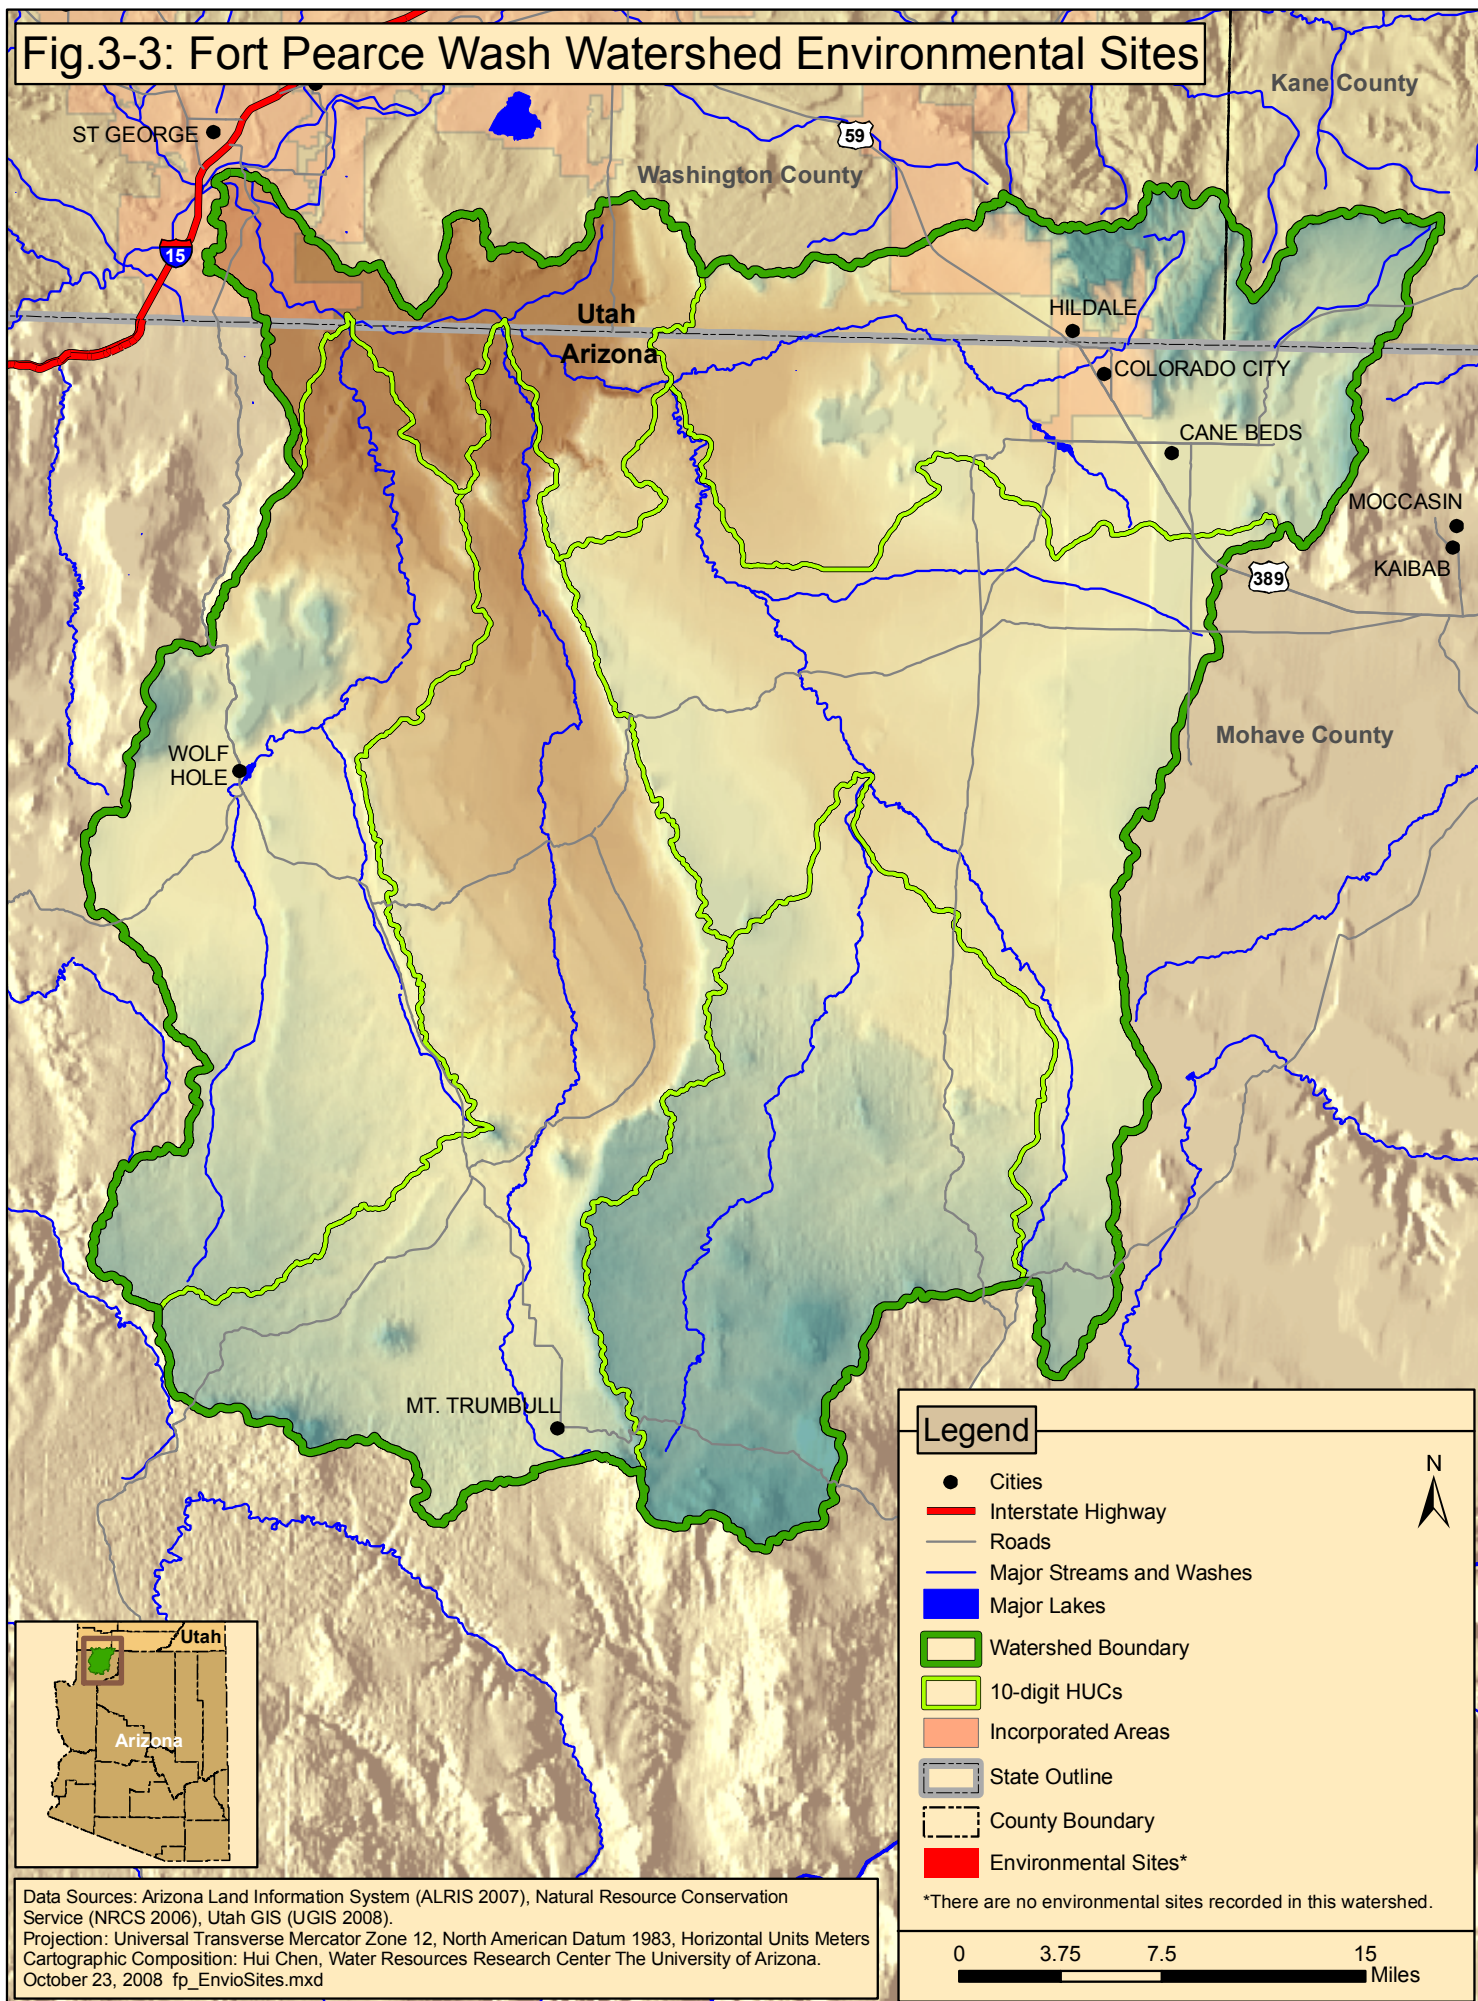 Fig.3-3: Fort Pearce Wash Watershed Environmental Sites
Kane County
ST GEORGE
59
Washington County
15
Utah
Arizona
HILDALE
COLORADO CITY
CANE BEDS
MOCCASIN
KAIBAB
389
Mohave County
WOLF
HOLE
MT. TRUMBULL
Legend
N
Cities
Interstate Highway
Roads
Major Streams and Washes
Major Lakes
Watershed Boundary
10-digit HUCs
Incorporated Areas
State Outline
County Boundary
Environmental Sites*
*There are no environmental sites recorded in this watershed.
0 3.75 7.5 15
Miles
Utah
Arizona
Data Sources: Arizona Land Information System (ALRIS 2007), Natural Resource Conservation
Service (NRCS 2006), Utah GIS (UGIS 2008).
Projection: Universal Transverse Mercator Zone 12, North American Datum 1983, Horizontal Units Meters
Cartographic Composition: Hui Chen, Water Resources Research Center The University of Arizona.
October 23, 2008 fp_EnvioSites.mxd